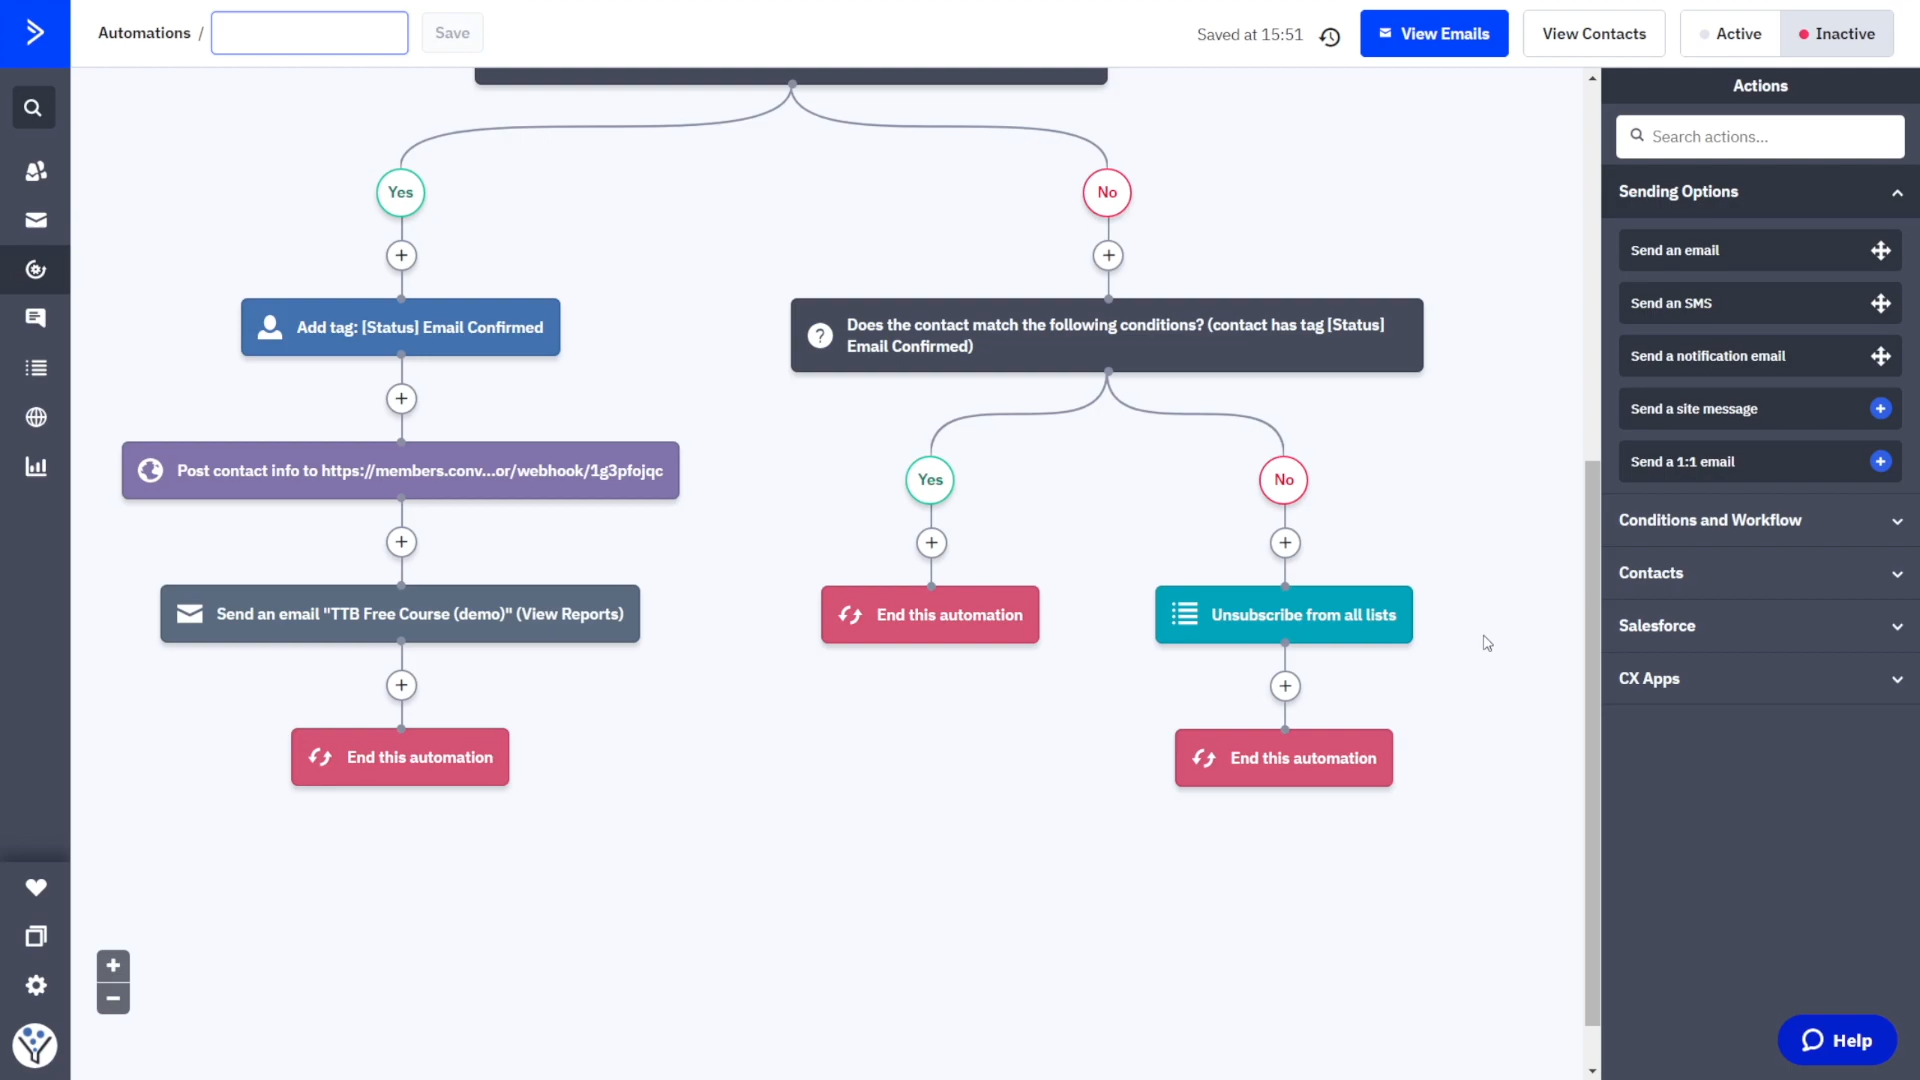 Automations /
Save
Saved at 15:51
View Emails
View Contacts
Active
Inactive
Actions
Search actions...
Sending Options
Send an email
Send an SMS
Send a notification email
Send a site message
Send a 1:1 email
Conditions and Workflow
Contacts
Salesforce
CX Apps
Yes
No
Add tag: [Status] Email Confirmed
Does the contact match the following conditions? (contact has tag [Status]
Email Confirmed)
Post contact info to https://members.conv...or/webhook/1g3pfojqc
Yes
No
Send an email "TTB Free Course (demo)" (View Reports)
End this automation
Unsubscribe from all lists
End this automation
End this automation
Help